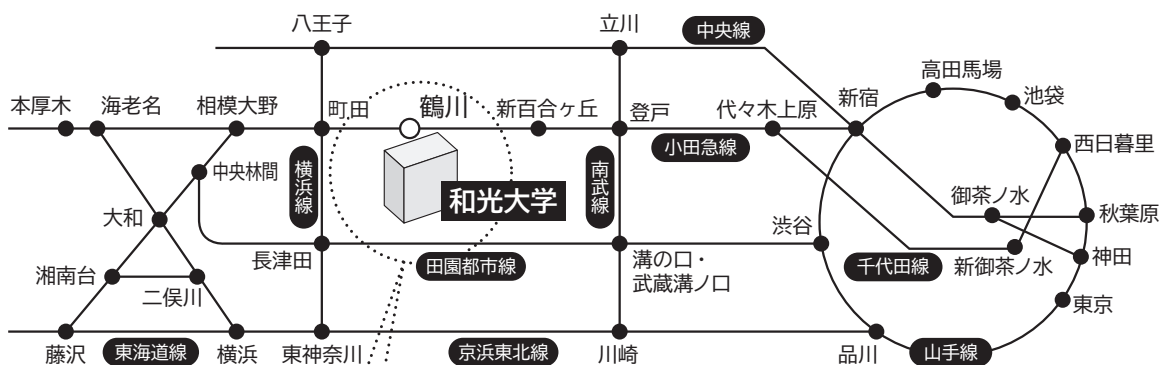 八王子
立川
中央線
高田馬場
池袋
本厚木
海老名
相模大野
町田
鶴川
新百合ヶ丘
登戸
代々木上原
新宿
小田急線
西日暮里
中央林間
横浜線
南武線
和光大学
御茶ノ水
秋葉原
大和
渋谷
長津田
田園都市線
溝の口・
武蔵溝ノ口
千代田線
新御茶ノ水
神田
湘南台
二俣川
東京
藤沢
東海道線
横浜
東神奈川
京浜東北線
川崎
品川
山手線